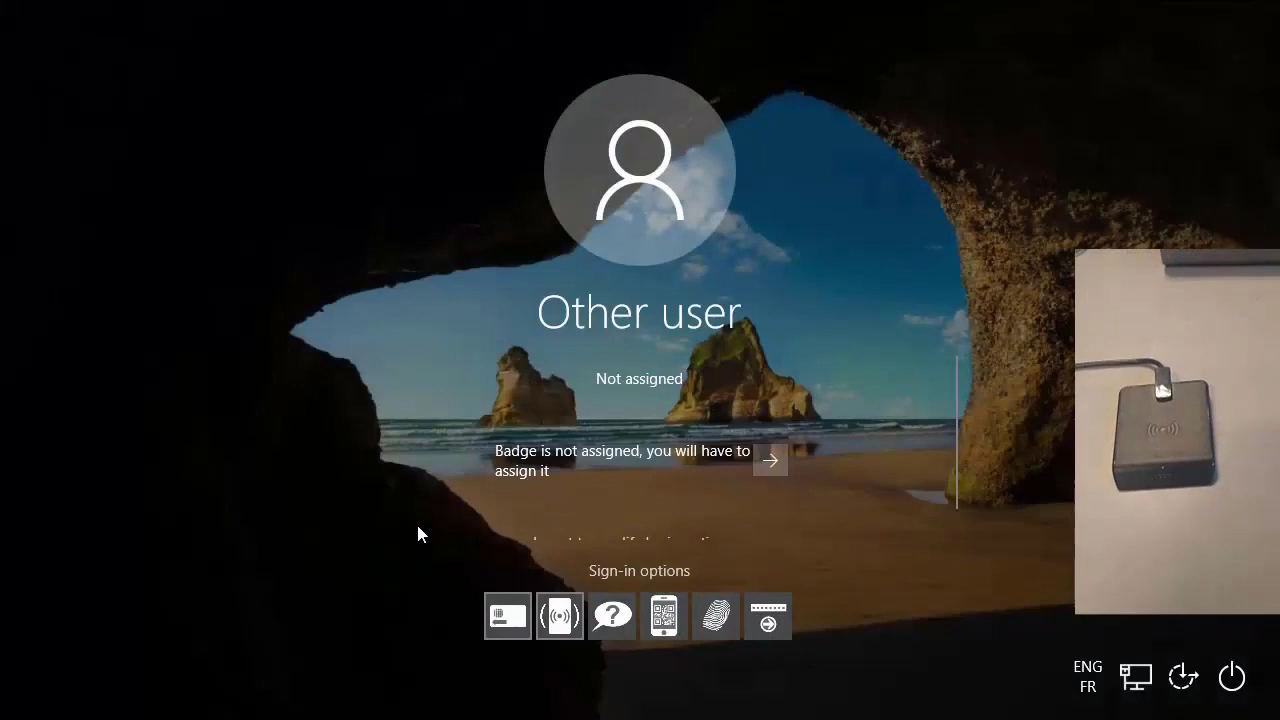 Other user
Not assigned
Badge is not assigned, you will have to
assign it
Sign-in options
ENG
FR